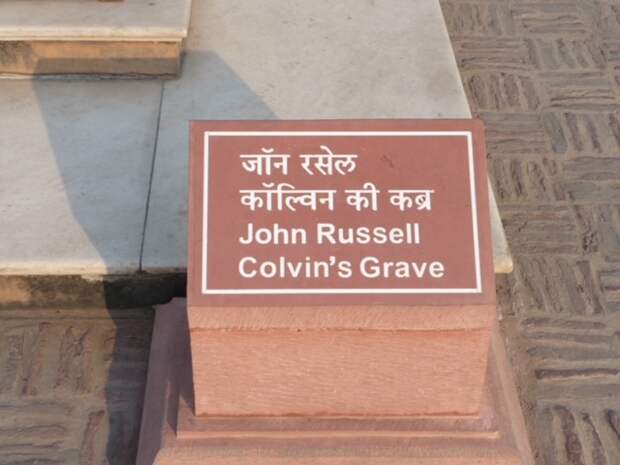 जॉन रसेल
कॉल्विन की कब्र
John Russell
Colvin's Grave